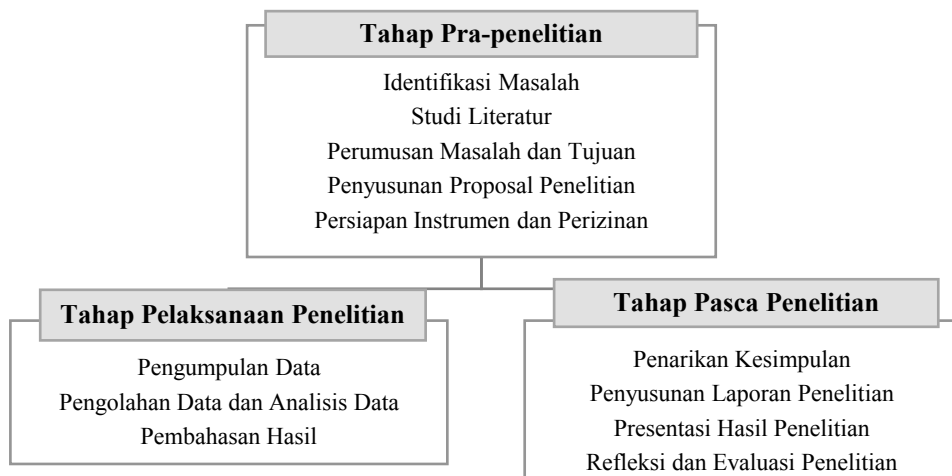 Tahap Pra-penelitian
Identifikasi Masalah
Studi Literatur
Perumusan Masalah dan Tujuan
Penyusunan Proposal Penelitian
Persiapan Instrumen dan Perizinan
Tahap Pelaksanaan Penelitian
Pengumpulan Data
Pengolahan Data dan Analisis Data
Pembahasan Hasil
Tahap Pasca Penelitian
Penarikan Kesimpulan
Penyusunan Laporan Penelitian
Presentasi Hasil Penelitian
Refleksi dan Evaluasi Penelitian